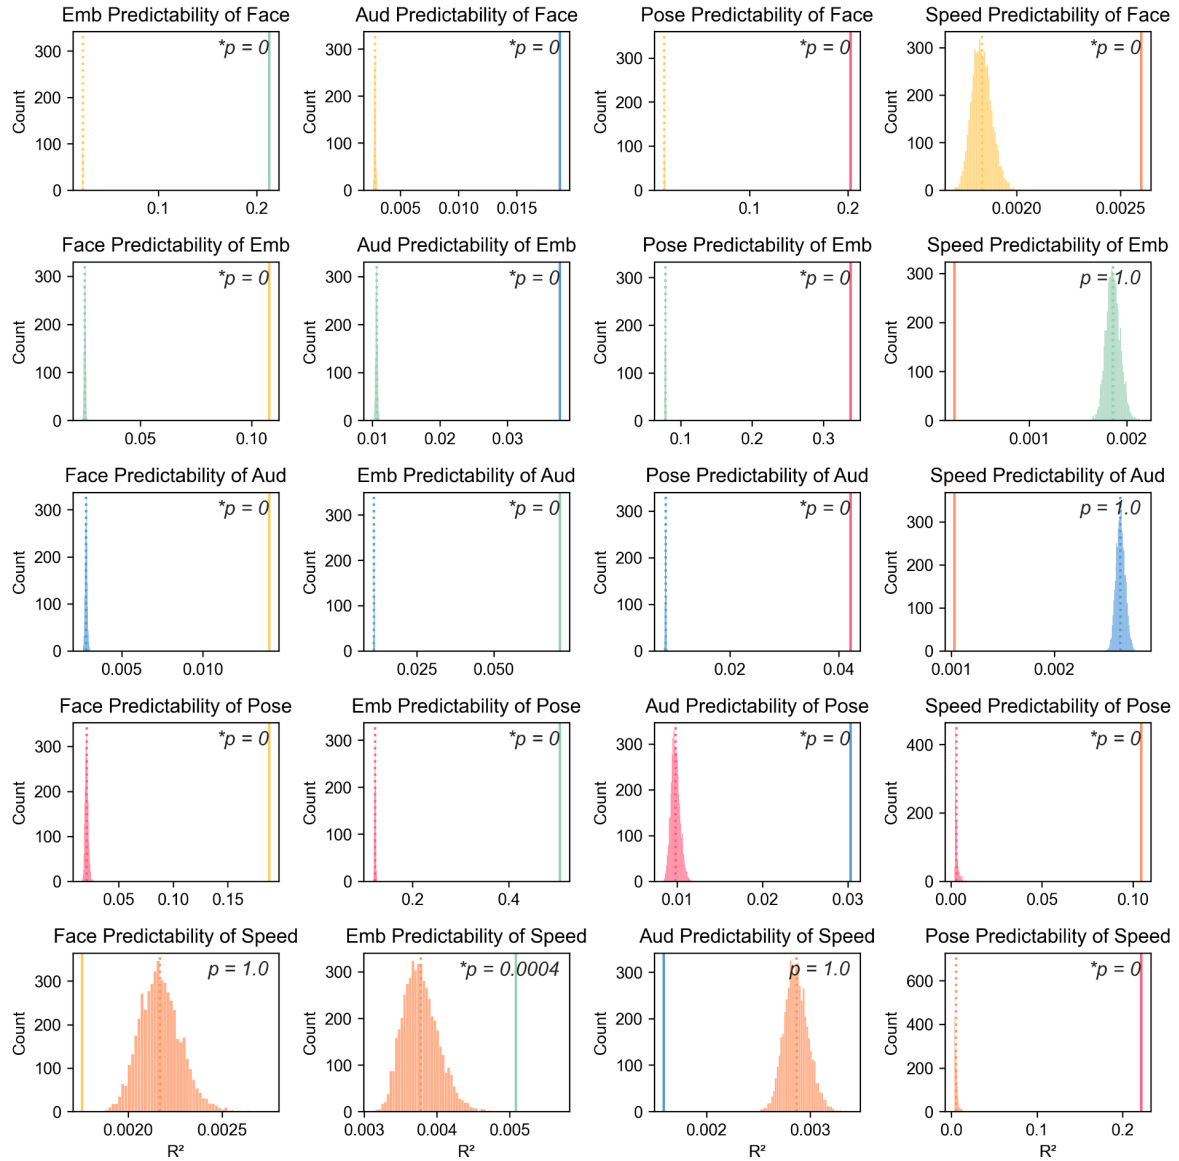 Emb Predictability of Face
Aud Predictability of Face
Pose Predictability of Face
Speed Predictability of Face
*p = 0
*p = 0
*p = 0
*p = 0
Count
300
200
100
0
0.1 0.2
Count
300
200
100
0
0.005 0.010 0.015
Count
300
200
100
0
0.1 0.2
Count
300
200
100
0
0.0020 0.0025
Face Predictability of Emb
Aud Predictability of Emb
Pose Predictability of Emb
Speed Predictability of Emb
*p = 0
*p = 0
*p = 0
p = 1.0
Count
300
200
100
0
0.05 0.10
Count
300
200
100
0
0.01 0.02 0.03
Count
300
200
100
0
0.1 0.2 0.3
Count
300
200
100
0
0.001 0.002
Face Predictability of Aud
Emb Predictability of Aud
Pose Predictability of Aud
Speed Predictability of Aud
*p = 0
*p = 0
*p = 0
p = 1.0
Count
300
200
100
0
0.005 0.010
Count
300
200
100
0
0.025 0.050
Count
300
200
100
0
0.02 0.04
Count
300
200
100
0
0.001 0.002
Face Predictability of Pose
Emb Predictability of Pose
Aud Predictability of Pose
Speed Predictability of Pose
*p = 0
*p = 0
*p = 0
*p = 0
Count
300
200
100
0
0.05 0.10 0.15
Count
300
200
100
0
0.2 0.4
Count
300
200
100
0
0.01 0.02 0.03
Count
400
200
0
0.00 0.05 0.10
Face Predictability of Speed
Emb Predictability of Speed
Aud Predictability of Speed
Pose Predictability of Speed
p = 1.0
*p = 0.0004
p = 1.0
*p = 0
Count
300
200
100
0
0.0020 0.0025
R²
Count
300
200
100
0
0.003 0.004 0.005
R²
Count
300
200
100
0
0.002 0.003
R²
Count
600
400
200
0
0.0 0.1 0.2
R²